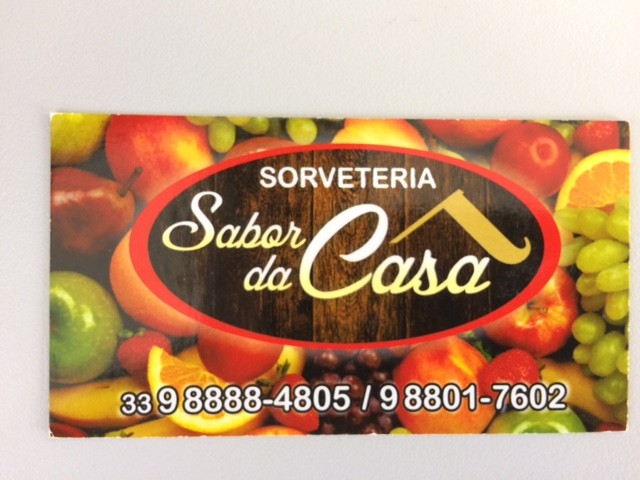 SORVETERIA
Sabor
da Casa
33 9 8888-4805 / 9 8801-7602